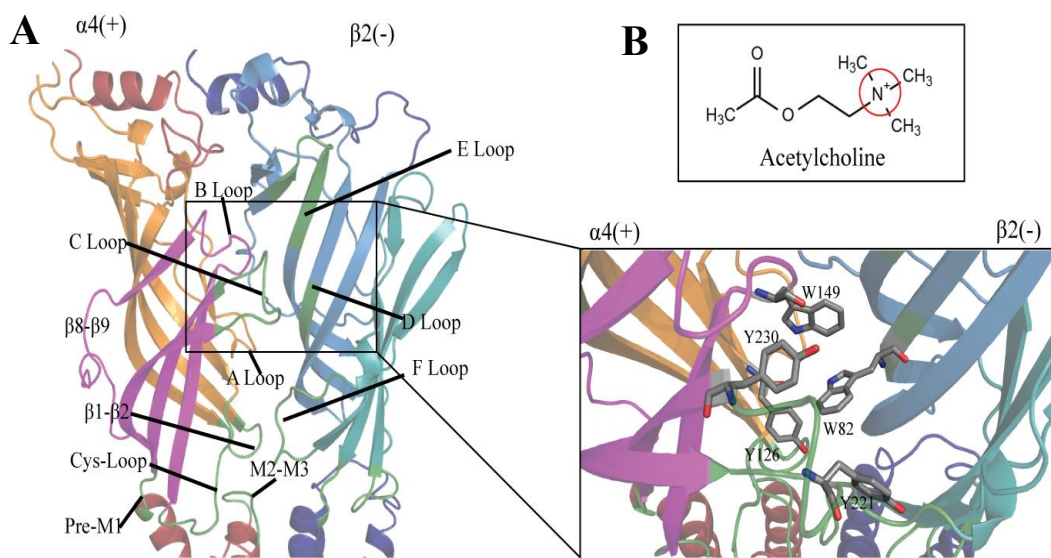 A
α4(+)
β2(-)
E Loop
B Loop
C Loop
β8-β9
D Loop
A Loop
F Loop
β1-β2
Cys-Loop
M2-M3
Pre-M1
B
O
H₃C
O
H₃C
CH₃
N⁺
CH₃
Acetylcholine
α4(+)
β2(-)
W149
Y230
W82
Y126
Y221